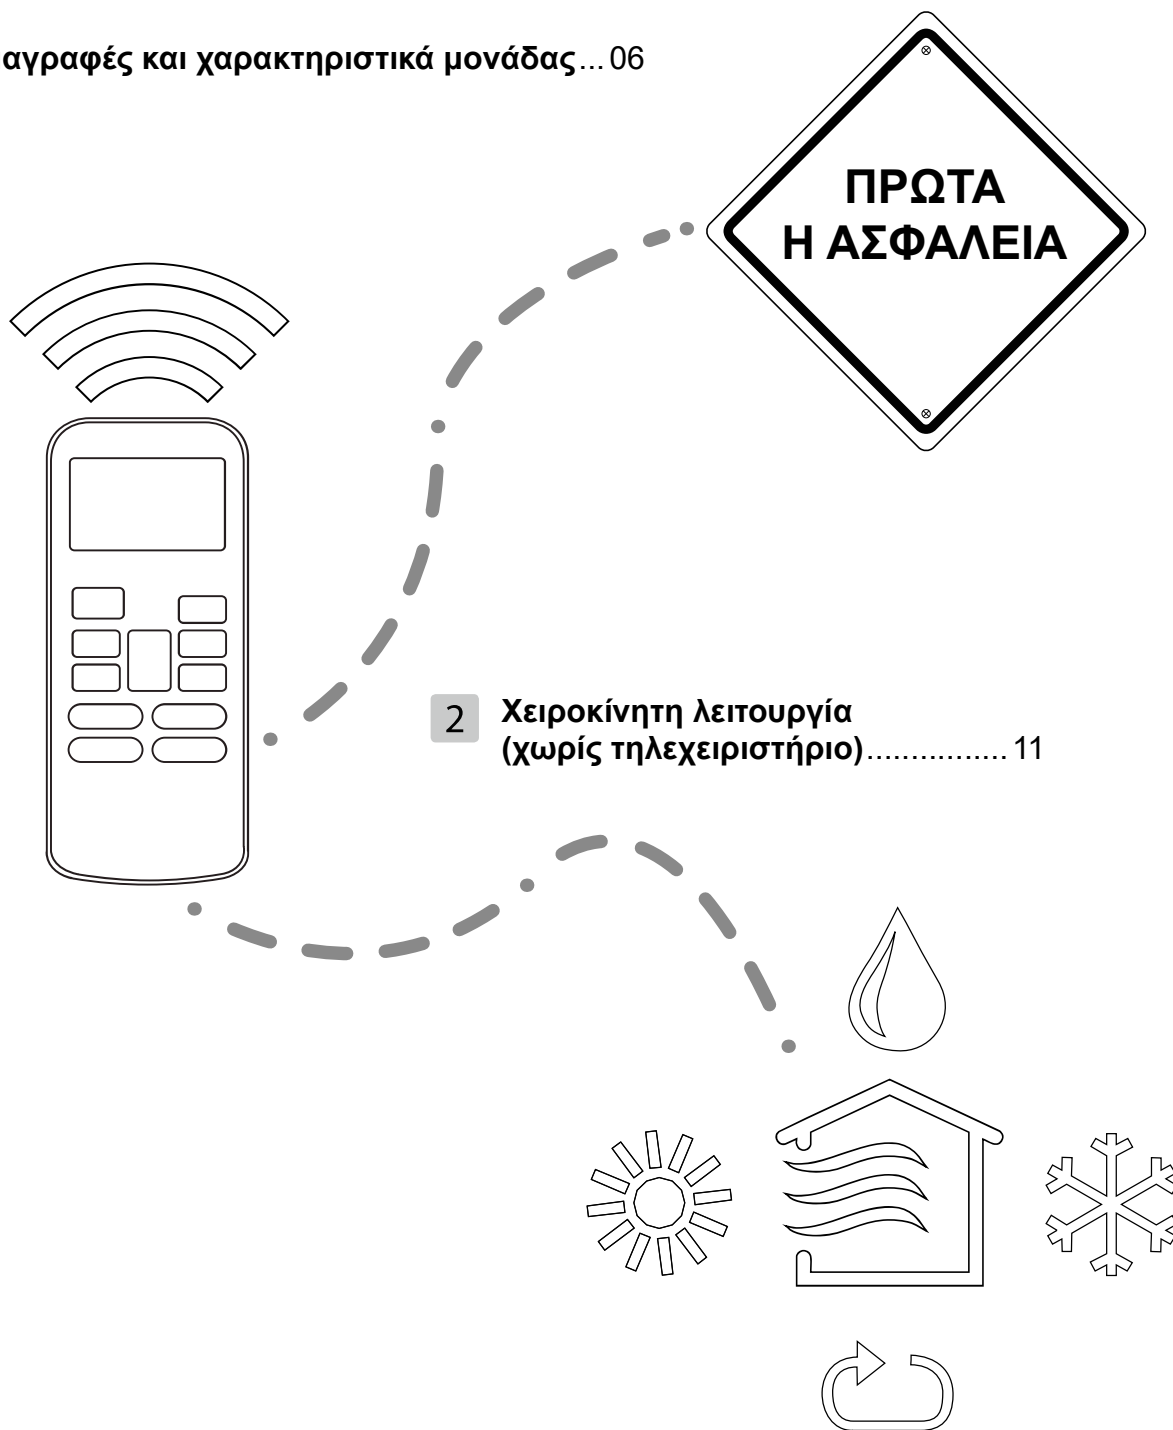 αγραφές και χαρακτηριστικά μονάδας...06
ΠΡΩΤΑ
Η ΑΣΦΑΛΕΙΑ
2 Χειροκίνητη λειτουργία
(χωρίς τηλεχειριστήριο)................11